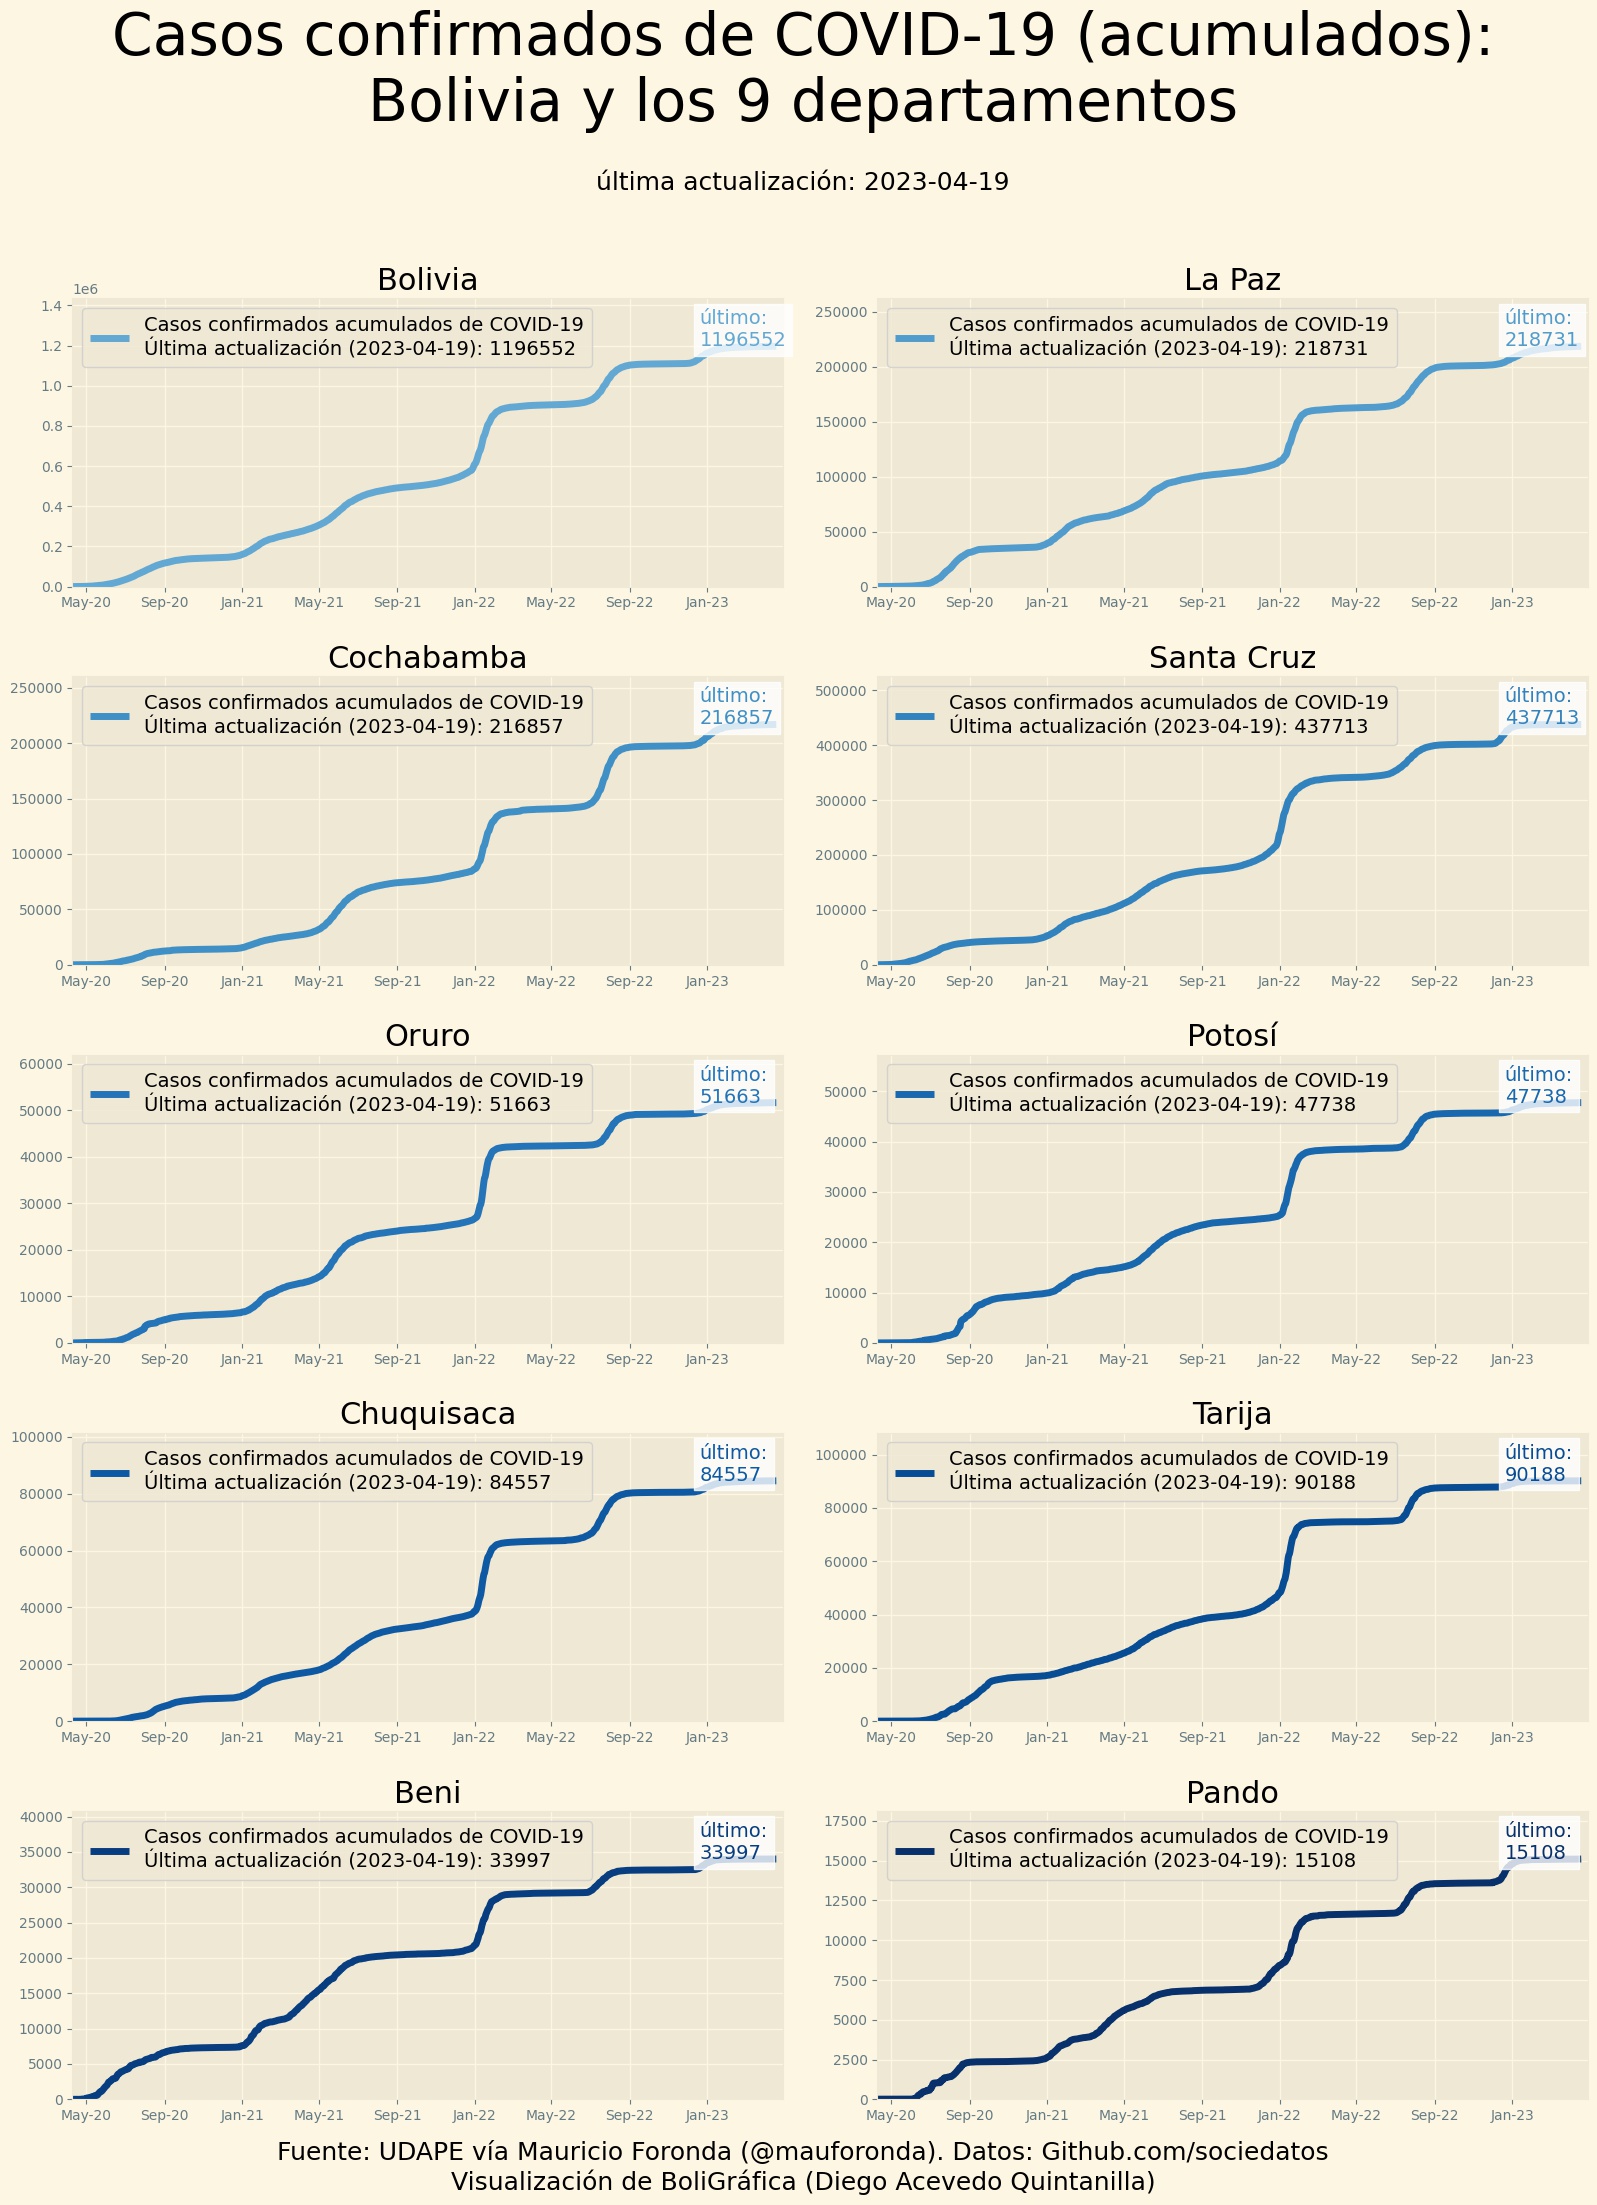 Casos confirmados de COVID-19 (acumulados):
Bolivia y los 9 departamentos
última actualización: 2023-04-19
Bolivia
1e6
1.4
1.2
1.0
0.8
0.6
0.4
0.2
0.0
Casos confirmados acumulados de COVID-19
Última actualización (2023-04-19): 1196552
último:
1196552
May-20 Sep-20 Jan-21 May-21 Sep-21 Jan-22 May-22 Sep-22 Jan-23
La Paz
250000
200000
150000
100000
50000
0
Casos confirmados acumulados de COVID-19
Última actualización (2023-04-19): 218731
último:
218731
May-20 Sep-20 Jan-21 May-21 Sep-21 Jan-22 May-22 Sep-22 Jan-23
Cochabamba
250000
200000
150000
100000
50000
0
Casos confirmados acumulados de COVID-19
Última actualización (2023-04-19): 216857
último:
216857
May-20 Sep-20 Jan-21 May-21 Sep-21 Jan-22 May-22 Sep-22 Jan-23
Santa Cruz
500000
400000
300000
200000
100000
0
Casos confirmados acumulados de COVID-19
Última actualización (2023-04-19): 437713
último:
437713
May-20 Sep-20 Jan-21 May-21 Sep-21 Jan-22 May-22 Sep-22 Jan-23
Oruro
60000
50000
40000
30000
20000
10000
0
Casos confirmados acumulados de COVID-19
Última actualización (2023-04-19): 51663
último:
51663
May-20 Sep-20 Jan-21 May-21 Sep-21 Jan-22 May-22 Sep-22 Jan-23
Potosí
50000
40000
30000
20000
10000
0
Casos confirmados acumulados de COVID-19
Última actualización (2023-04-19): 47738
último:
47738
May-20 Sep-20 Jan-21 May-21 Sep-21 Jan-22 May-22 Sep-22 Jan-23
Chuquisaca
100000
80000
60000
40000
20000
0
Casos confirmados acumulados de COVID-19
Última actualización (2023-04-19): 84557
último:
84557
May-20 Sep-20 Jan-21 May-21 Sep-21 Jan-22 May-22 Sep-22 Jan-23
Tarija
100000
80000
60000
40000
20000
0
Casos confirmados acumulados de COVID-19
Última actualización (2023-04-19): 90188
último:
90188
May-20 Sep-20 Jan-21 May-21 Sep-21 Jan-22 May-22 Sep-22 Jan-23
Beni
40000
35000
30000
25000
20000
15000
10000
5000
0
Casos confirmados acumulados de COVID-19
Última actualización (2023-04-19): 33997
último:
33997
May-20 Sep-20 Jan-21 May-21 Sep-21 Jan-22 May-22 Sep-22 Jan-23
Pando
17500
15000
12500
10000
7500
5000
2500
0
Casos confirmados acumulados de COVID-19
Última actualización (2023-04-19): 15108
último:
15108
May-20 Sep-20 Jan-21 May-21 Sep-21 Jan-22 May-22 Sep-22 Jan-23
Fuente: UDAPE vía Mauricio Foronda (@mauforonda). Datos: Github.com/sociedatos
Visualización de BoliGráfica (Diego Acevedo Quintanilla)